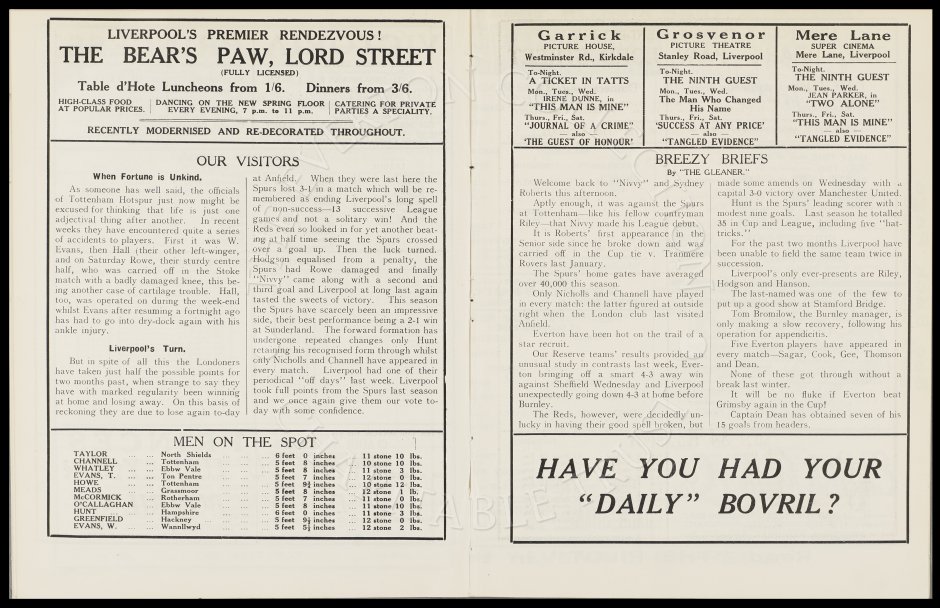 LIVERPOOL'S PREMIER RENDEZVOUS!
THE BEAR'S PAW, LORD STREET
(FULLY LICENSED)
Table d'Hote Luncheons from 1/6. Dinners from 3/6.
HIGH-CLASS FOOD
AT POPULAR PRICES.
DANCING ON THE NEW SPRING FLOOR
EVERY EVENING, 7 p.m. to 11 p.m.
CATERING FOR PRIVATE
PARTIES A SPECIALITY.
RECENTLY MODERNISED AND RE-DECORATED THROUGHOUT.
OUR VISITORS
When Fortune is Unkind.
As someone has well said, the officials
of Tottenham Hotspur just now might be
excused for thinking that life is just one
adjectival thing after another. In recent
weeks they have encountered quite a series
of accidents to players. First it was W.
Evans, then Hall (their other left-winger,
and on Saturday Rowe, their sturdy centre
half, who was carried off in the Stoke
match with a badly damaged knee, this be-
ing another case of cartilage trouble. Hall,
too, was operated on during the week-end
whilst Evans after resuming a fortnight ago
has had to go into dry-dock again with his
ankle injury.
Liverpool's Turn.
But in spite of all this the Londoners
have taken just half the possible points for
two months past, when strange to say they
have with marked regularity been winning
at home and losing away. On this basis of
reckoning they are due to lose again to-day
at Anfield. When they were last here the
Spurs lost 3-1 in a match which will be re-
membered as ending Liverpool's long spell
of non-success—13 successive League
games and not a solitary win! And the
Reds even so looked in for yet another beat-
ing at half time seeing the Spurs crossed
over a goal up. Then the luck turned.
Hodgson equalised from a penalty, the
Spurs had Rowe damaged and finally
"Nivvy" came along with a second and
third goal and Liverpool at long last again
tasted the sweets of victory. This season
the Spurs have scarcely been an impressive
side, their best performance being a 2-1 win
at Sunderland. The forward formation has
undergone repeated changes only Hunt
retaining his recognised form through whilst
only Nicholls and Channell have appeared in
every match. Liverpool had one of their
periodical "off days" last week. Liverpool
took full points from the Spurs last season
and we once again give them our vote to-
day with some confidence.
MEN ON THE SPOT
TAYLOR ... North Shields ... 6 feet 0 inches 11 stone 10 lbs.
CHANNELL ... Tottenham ... 5 feet 8 inches 10 stone 10 lbs.
WHATLEY ... Ebbw Vale ... 5 feet 8 inches 11 stone 3 lbs.
EVANS, T. ... Ton Pentre ... 5 feet 7 inches 12 stone 0 lbs.
HOWE ... Tottenham ... 5 feet 9½ inches 10 stone 12 lbs.
MEADS ... Grassmoor ... 5 feet 8 inches 12 stone 1 lb.
McCORMICK ... Rotherham ... 5 feet 7 inches 11 stone 0 lbs.
O'CALLAGHAN ... Ebbw Vale ... 5 feet 8 inches 11 stone 10 lbs.
HUNT ... Hampshire ... 6 feet 0 inches 11 stone 3 lbs.
GREENFIELD ... Hackney ... 5 feet 9½ inches 12 stone 0 lbs.
EVANS, W. ... Wannllwyd ... 5 feet 5½ inches 12 stone 2 lbs.
Garrick
PICTURE HOUSE,
Westminster Rd., Kirkdale
To-Night.
A TICKET IN TATTS
Mon., Tues., Wed.
IRENE DUNNE, in
"THIS MAN IS MINE"
Thurs., Fri., Sat.
"JOURNAL OF A CRIME"
— also —
'THE GUEST OF HONOUR'
Grosvenor
PICTURE THEATRE
Stanley Road, Liverpool
To-Night.
THE NINTH GUEST
Mon., Tues., Wed.
The Man Who Changed
His Name
Thurs., Fri., Sat.
'SUCCESS AT ANY PRICE'
— also —
"TANGLED EVIDENCE"
Mere Lane
SUPER CINEMA
Mere Lane, Liverpool
To-Night.
THE NINTH GUEST
Mon., Tues., Wed.
JEAN PARKER, in
"TWO ALONE"
Thurs., Fri., Sat.
"THIS MAN IS MINE"
— also —
"TANGLED EVIDENCE"
BREEZY BRIEFS
By "THE GLEANER."
Welcome back to "Nivvy" and Sydney
Roberts this afternoon.
Aptly enough, it was against the Spurs
at Tottenham—like his fellow countryman
Riley—that Nivvy made his League debut.
It is Roberts' first appearance in the
Senior side since he broke down and was
carried off in the Cup tie v. Tranmere
Rovers last January.
The Spurs' home gates have averaged
over 40,000 this season.
Only Nicholls and Channell have played
in every match: the latter figured at outside
right when the London club last visited
Anfield.
Everton have been hot on the trail of a
star recruit.
Our Reserve teams' results provided an
unusual study in contrasts last week, Ever-
ton bringing off a smart 4-3 away win
against Sheffield Wednesday and Liverpool
unexpectedly going down 4-3 at home before
Burnley.
The Reds, however, were decidedly un-
lucky in having their good spell broken, but
made some amends on Wednesday with a
capital 3-0 victory over Manchester United.
Hunt is the Spurs' leading scorer with a
modest nine goals. Last season he totalled
35 in Cup and League, including five "hat-
tricks."
For the past two months Liverpool have
been unable to field the same team twice in
succession.
Liverpool's only ever-presents are Riley,
Hodgson and Hanson.
The last-named was one of the few to
put up a good show at Stamford Bridge.
Tom Bromilow, the Burnley manager, is
only making a slow recovery, following his
operation for appendicitis.
Five Everton players have appeared in
every match—Sagar, Cook, Gee, Thomson
and Dean.
None of these got through without a
break last winter.
It will be no fluke if Everton beat
Grimsby again in the Cup!
Captain Dean has obtained seven of his
15 goals from headers.
HAVE YOU HAD YOUR
"DAILY" BOVRIL?